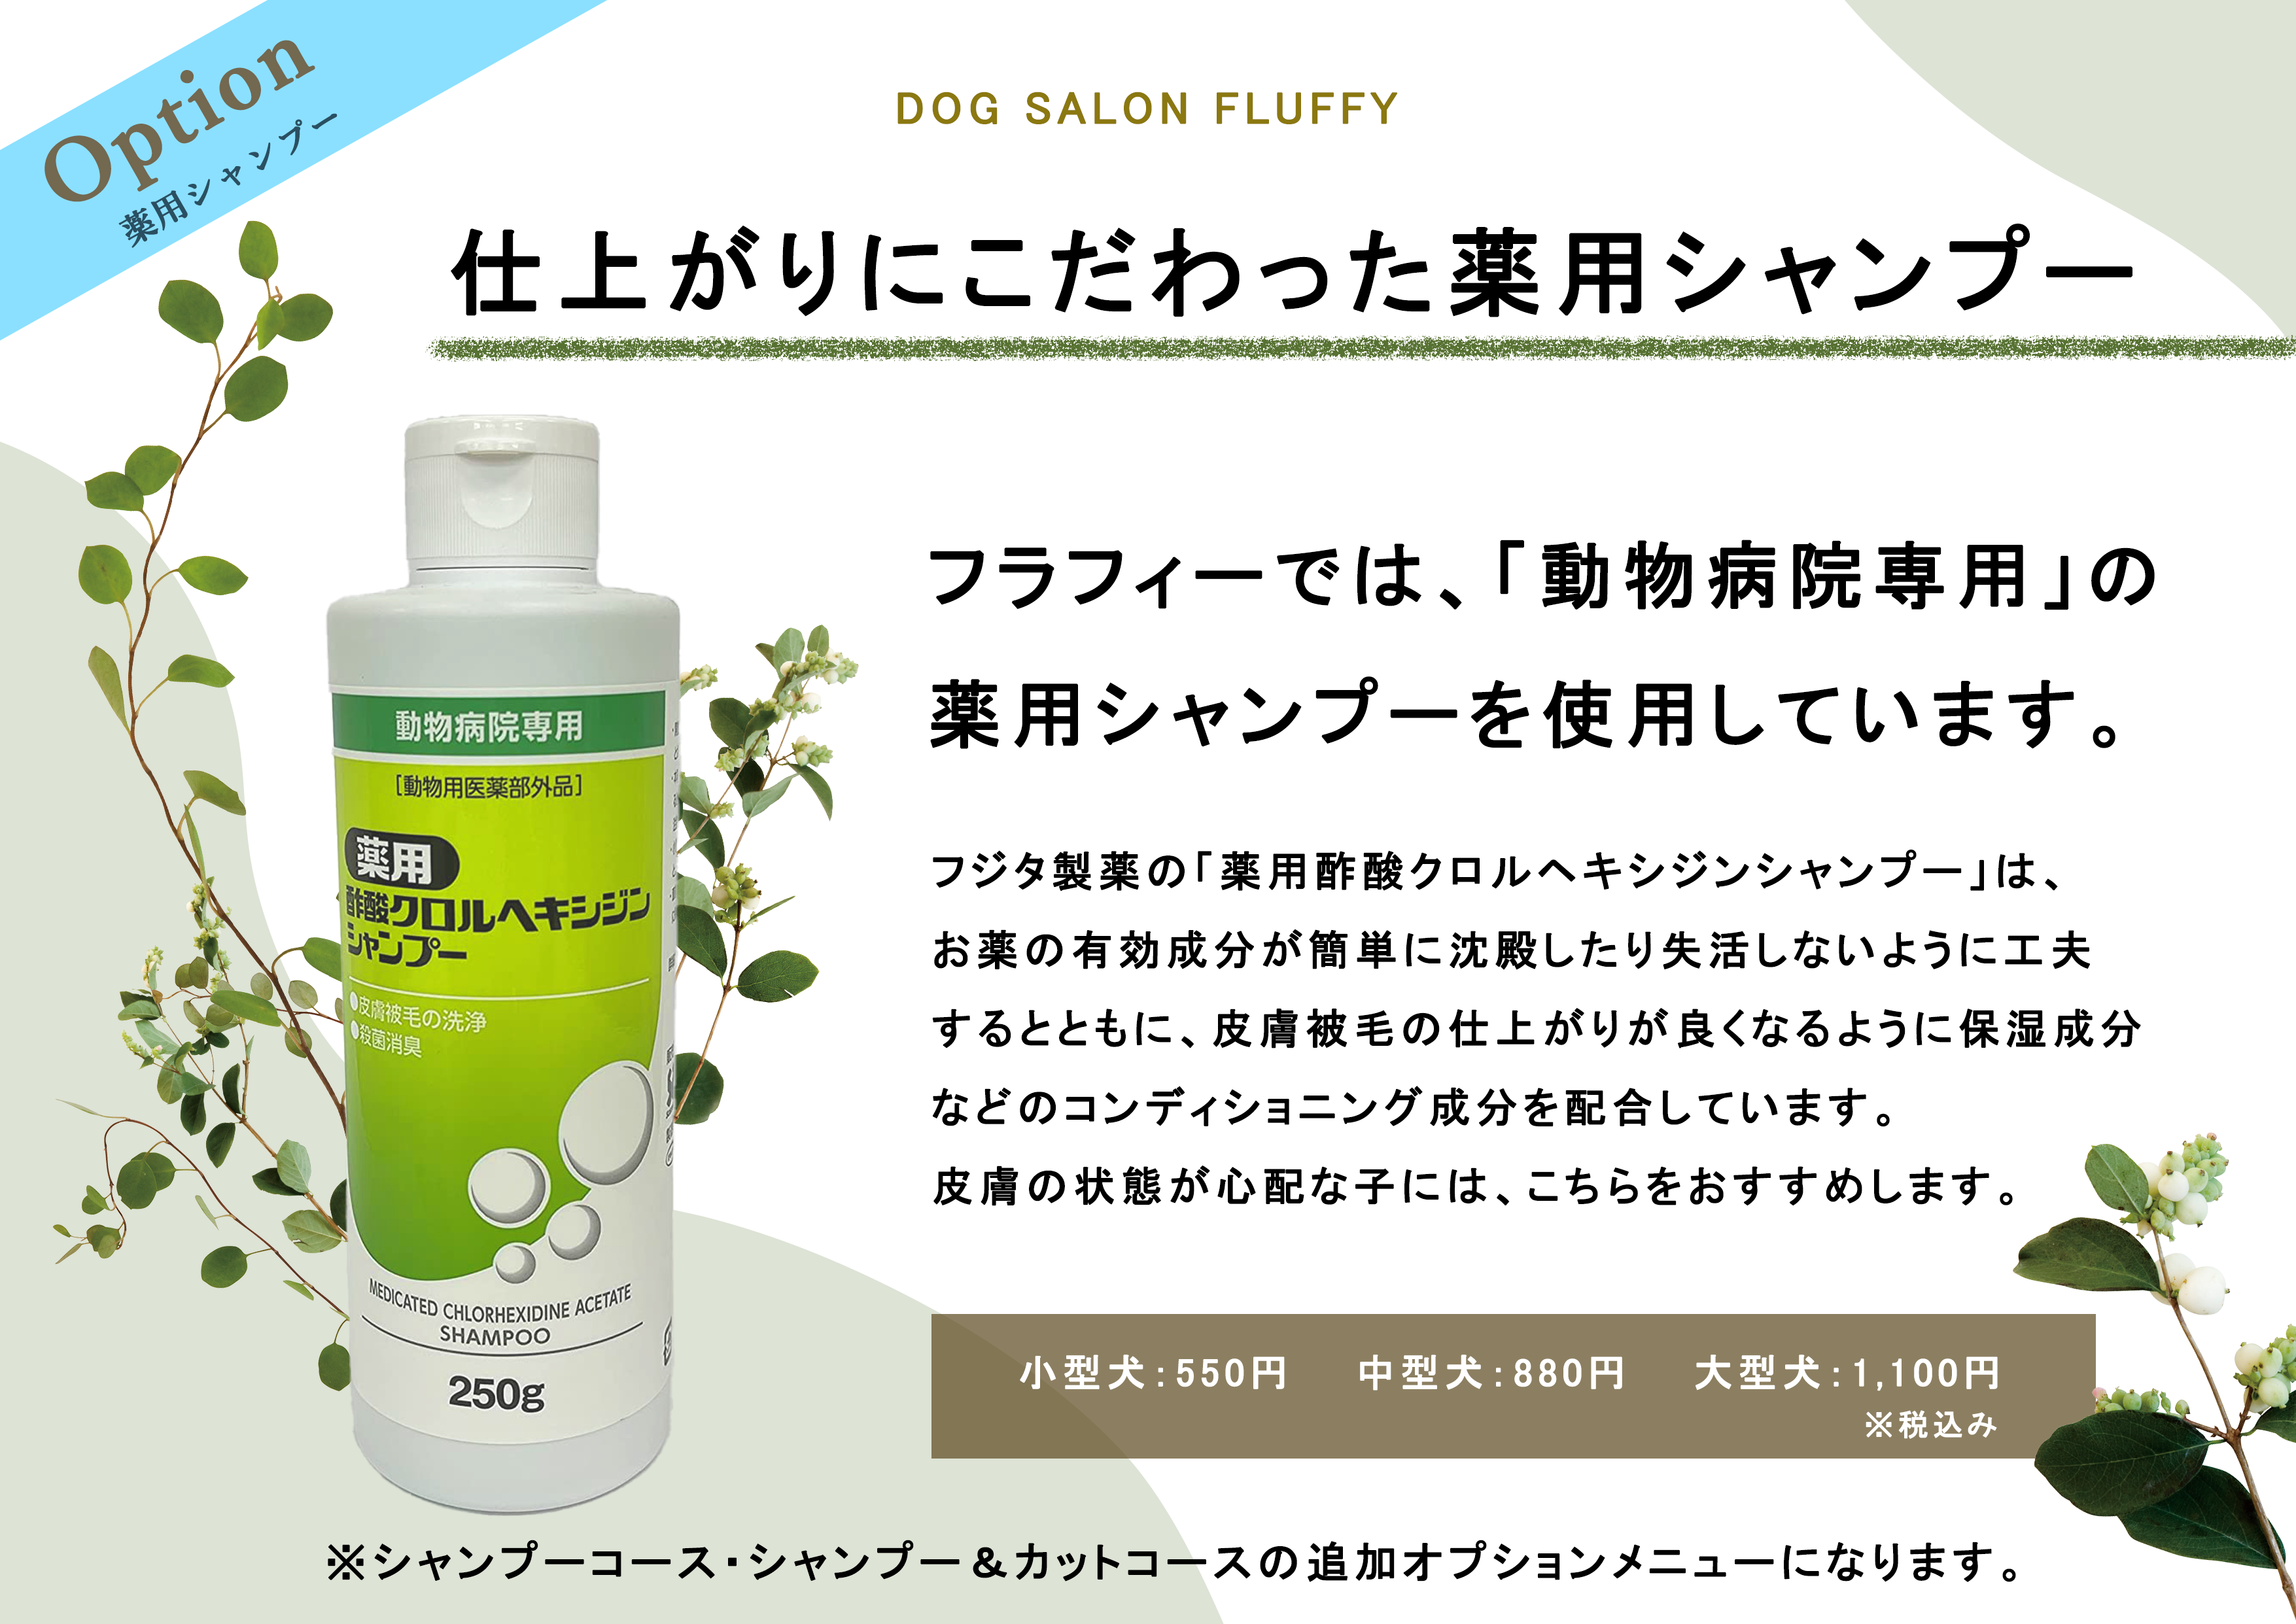 Option
薬用シャンプー
DOG SALON FLUFFY
仕上がりにこだわった薬用シャンプー
フラフィーでは、「動物病院専用」の
薬用シャンプーを使用しています。
動物病院専用
[動物用医薬部外品]
薬用
酢酸クロルヘキシジン
シャンプー
●皮膚被毛の洗浄
●殺菌消臭
MEDICATED CHLORHEXIDINE ACETATE
SHAMPOO
250g
フジタ製薬の「薬用酢酸クロルヘキシジンシャンプー」は、
お薬の有効成分が簡単に沈殿したり失活しないように工夫
するとともに、皮膚被毛の仕上がりが良くなるように保湿成分
などのコンディショニング成分を配合しています。
皮膚の状態が心配な子には、こちらをおすすめします。
小型犬：550円　中型犬：880円　大型犬：1,100円
※税込み
※シャンプーコース・シャンプー＆カットコースの追加オプションメニューになります。